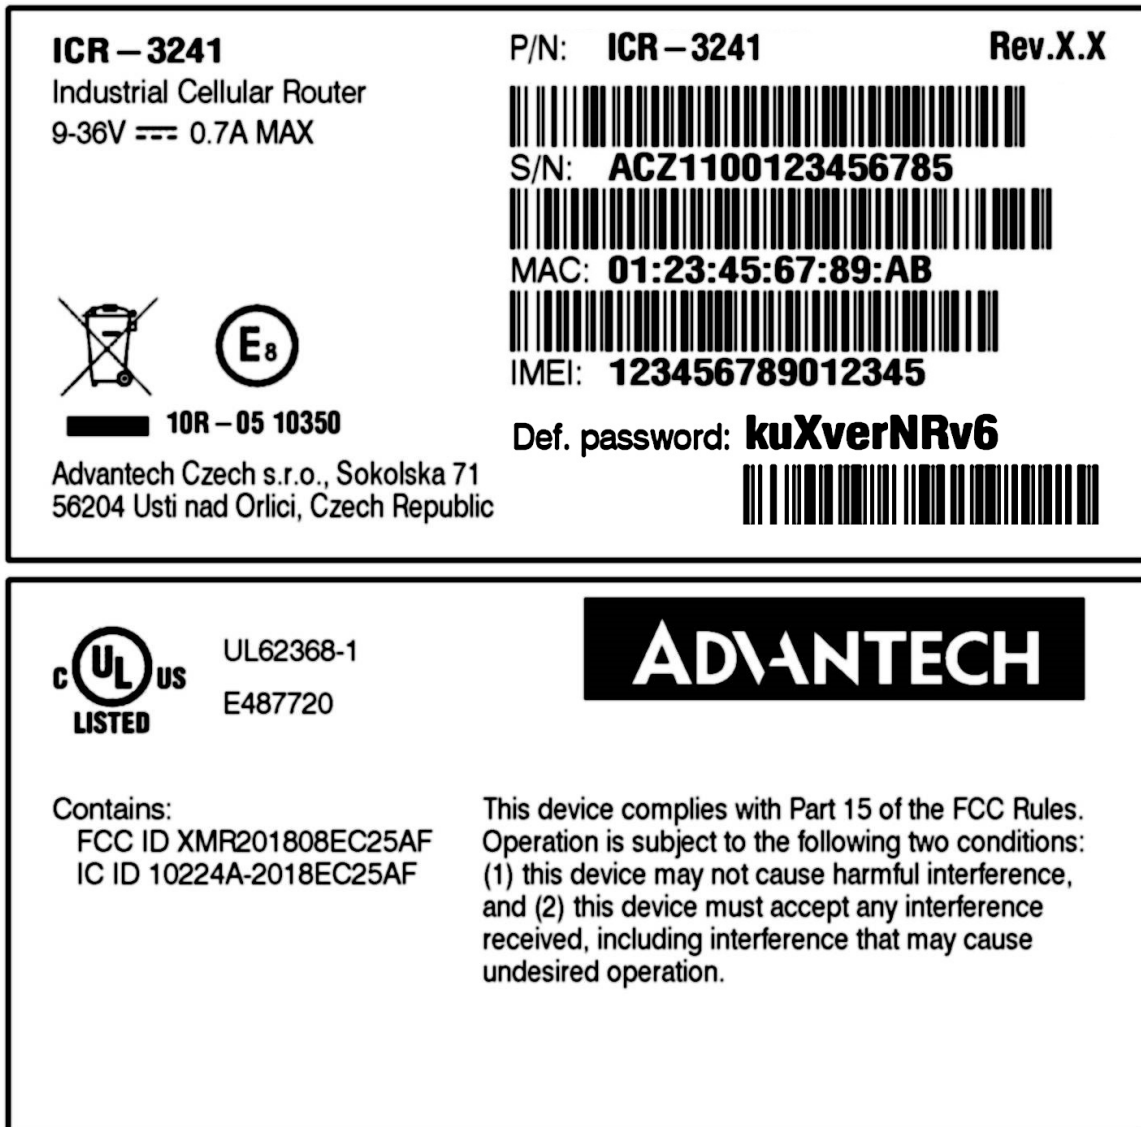 ICR – 3241
Industrial Cellular Router
9-36V ⎓ 0.7A MAX
E8
10R – 05 10350
Advantech Czech s.r.o., Sokolska 71
56204 Usti nad Orlici, Czech Republic
P/N: ICR – 3241 Rev.X.X
S/N: ACZ1100123456785
MAC: 01:23:45:67:89:AB
IMEI: 123456789012345
Def. password: kuXverNRv6
C UL US
LISTED
UL62368-1
E487720
ADVANTECH
Contains:
FCC ID XMR201808EC25AF
IC ID 10224A-2018EC25AF
This device complies with Part 15 of the FCC Rules.
Operation is subject to the following two conditions:
(1) this device may not cause harmful interference,
and (2) this device must accept any interference
received, including interference that may cause
undesired operation.